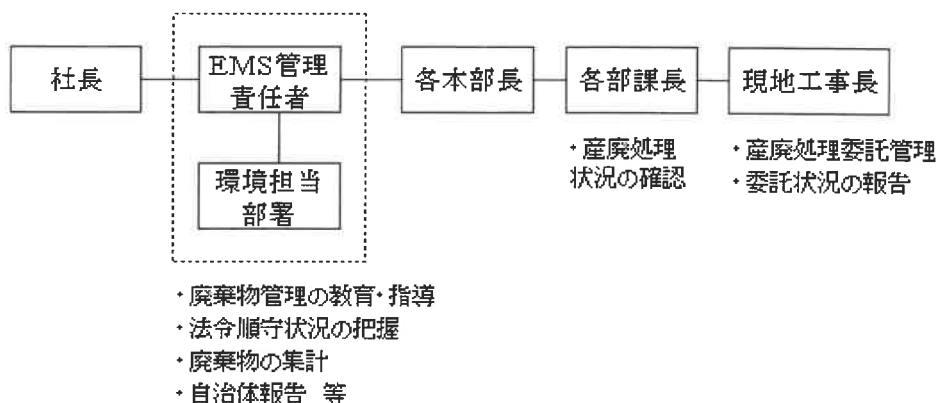 社長
EMS管理
責任者
各本部長
各部課長
現地工事長
環境担当
部署
・産廃処理
状況の確認
・産廃処理委託管理
・委託状況の報告
・廃棄物管理の教育・指導
・法令順守状況の把握
・廃棄物の集計
・自治体報告 等